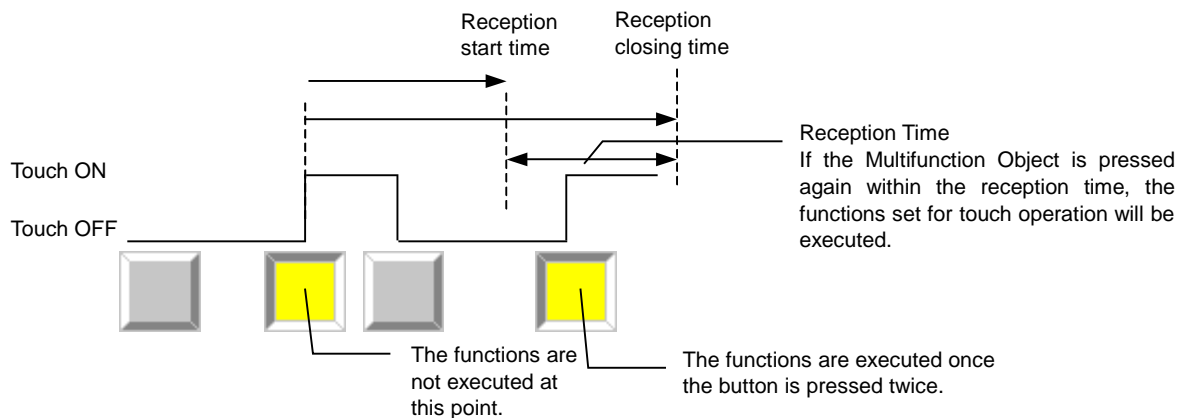 Reception
start time
Reception
closing time
Reception Time
If the Multifunction Object is pressed
again within the reception time, the
functions set for touch operation will be
executed.
Touch ON
Touch OFF
The functions are
not executed at
this point.
The functions are executed once
the button is pressed twice.